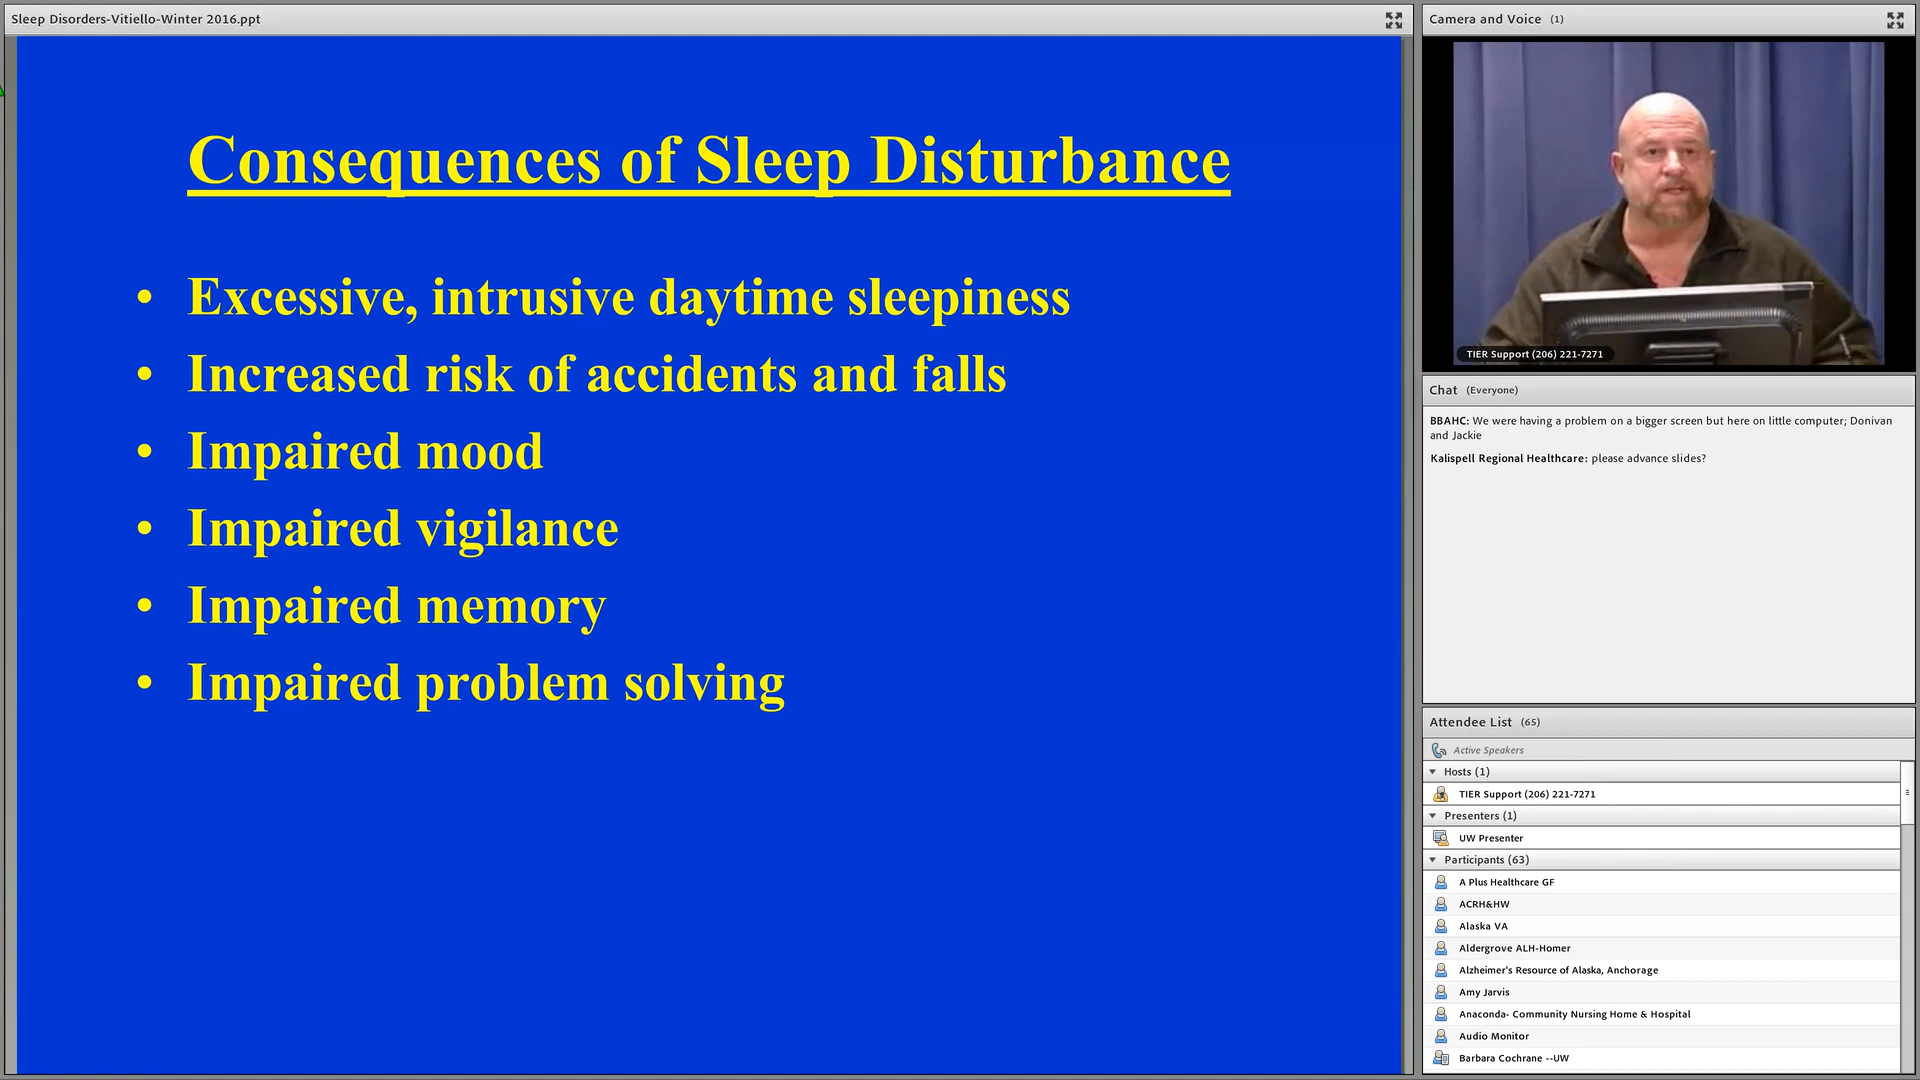 Sleep Disorders-Vitiello-Winter 2016.ppt
Consequences of Sleep Disturbance
• Excessive, intrusive daytime sleepiness
• Increased risk of accidents and falls
• Impaired mood
• Impaired vigilance
• Impaired memory
• Impaired problem solving
Camera and Voice (1)
TIER Support (206) 221-7271
Chat (Everyone)
BBAHC: We were having a problem on a bigger screen but here on little computer; Donivan
and Jackie
Kalispell Regional Healthcare: please advance slides?
Attendee List (65)
Active Speakers
Hosts (1)
TIER Support (206) 221-7271
Presenters (1)
UW Presenter
Participants (63)
A Plus Healthcare GF
ACRH&HW
Alaska VA
Aldergrove ALH-Homer
Alzheimer's Resource of Alaska, Anchorage
Amy Jarvis
Anaconda- Community Nursing Home & Hospital
Audio Monitor
Barbara Cochrane --UW